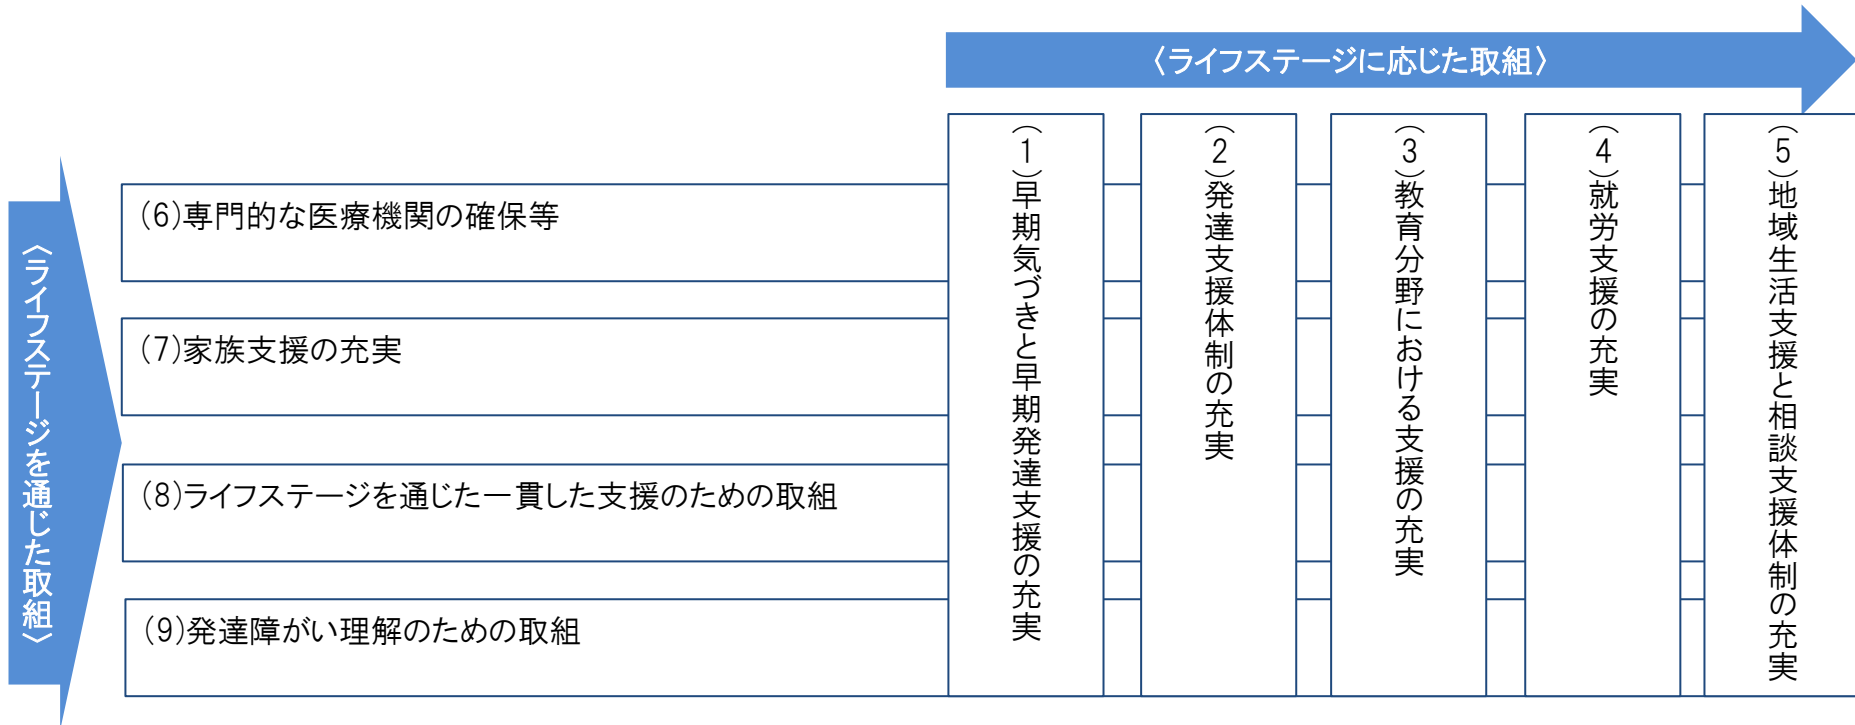 〈ライフステージに応じた取組〉
(1)早期気づきと早期発達支援の充実
(2)発達支援体制の充実
(3)教育分野における支援の充実
(4)就労支援の充実
(5)地域生活支援と相談支援体制の充実
〈ライフステージを通じた取組〉
(6)専門的な医療機関の確保等
(7)家族支援の充実
(8)ライフステージを通じた一貫した支援のための取組
(9)発達障がい理解のための取組